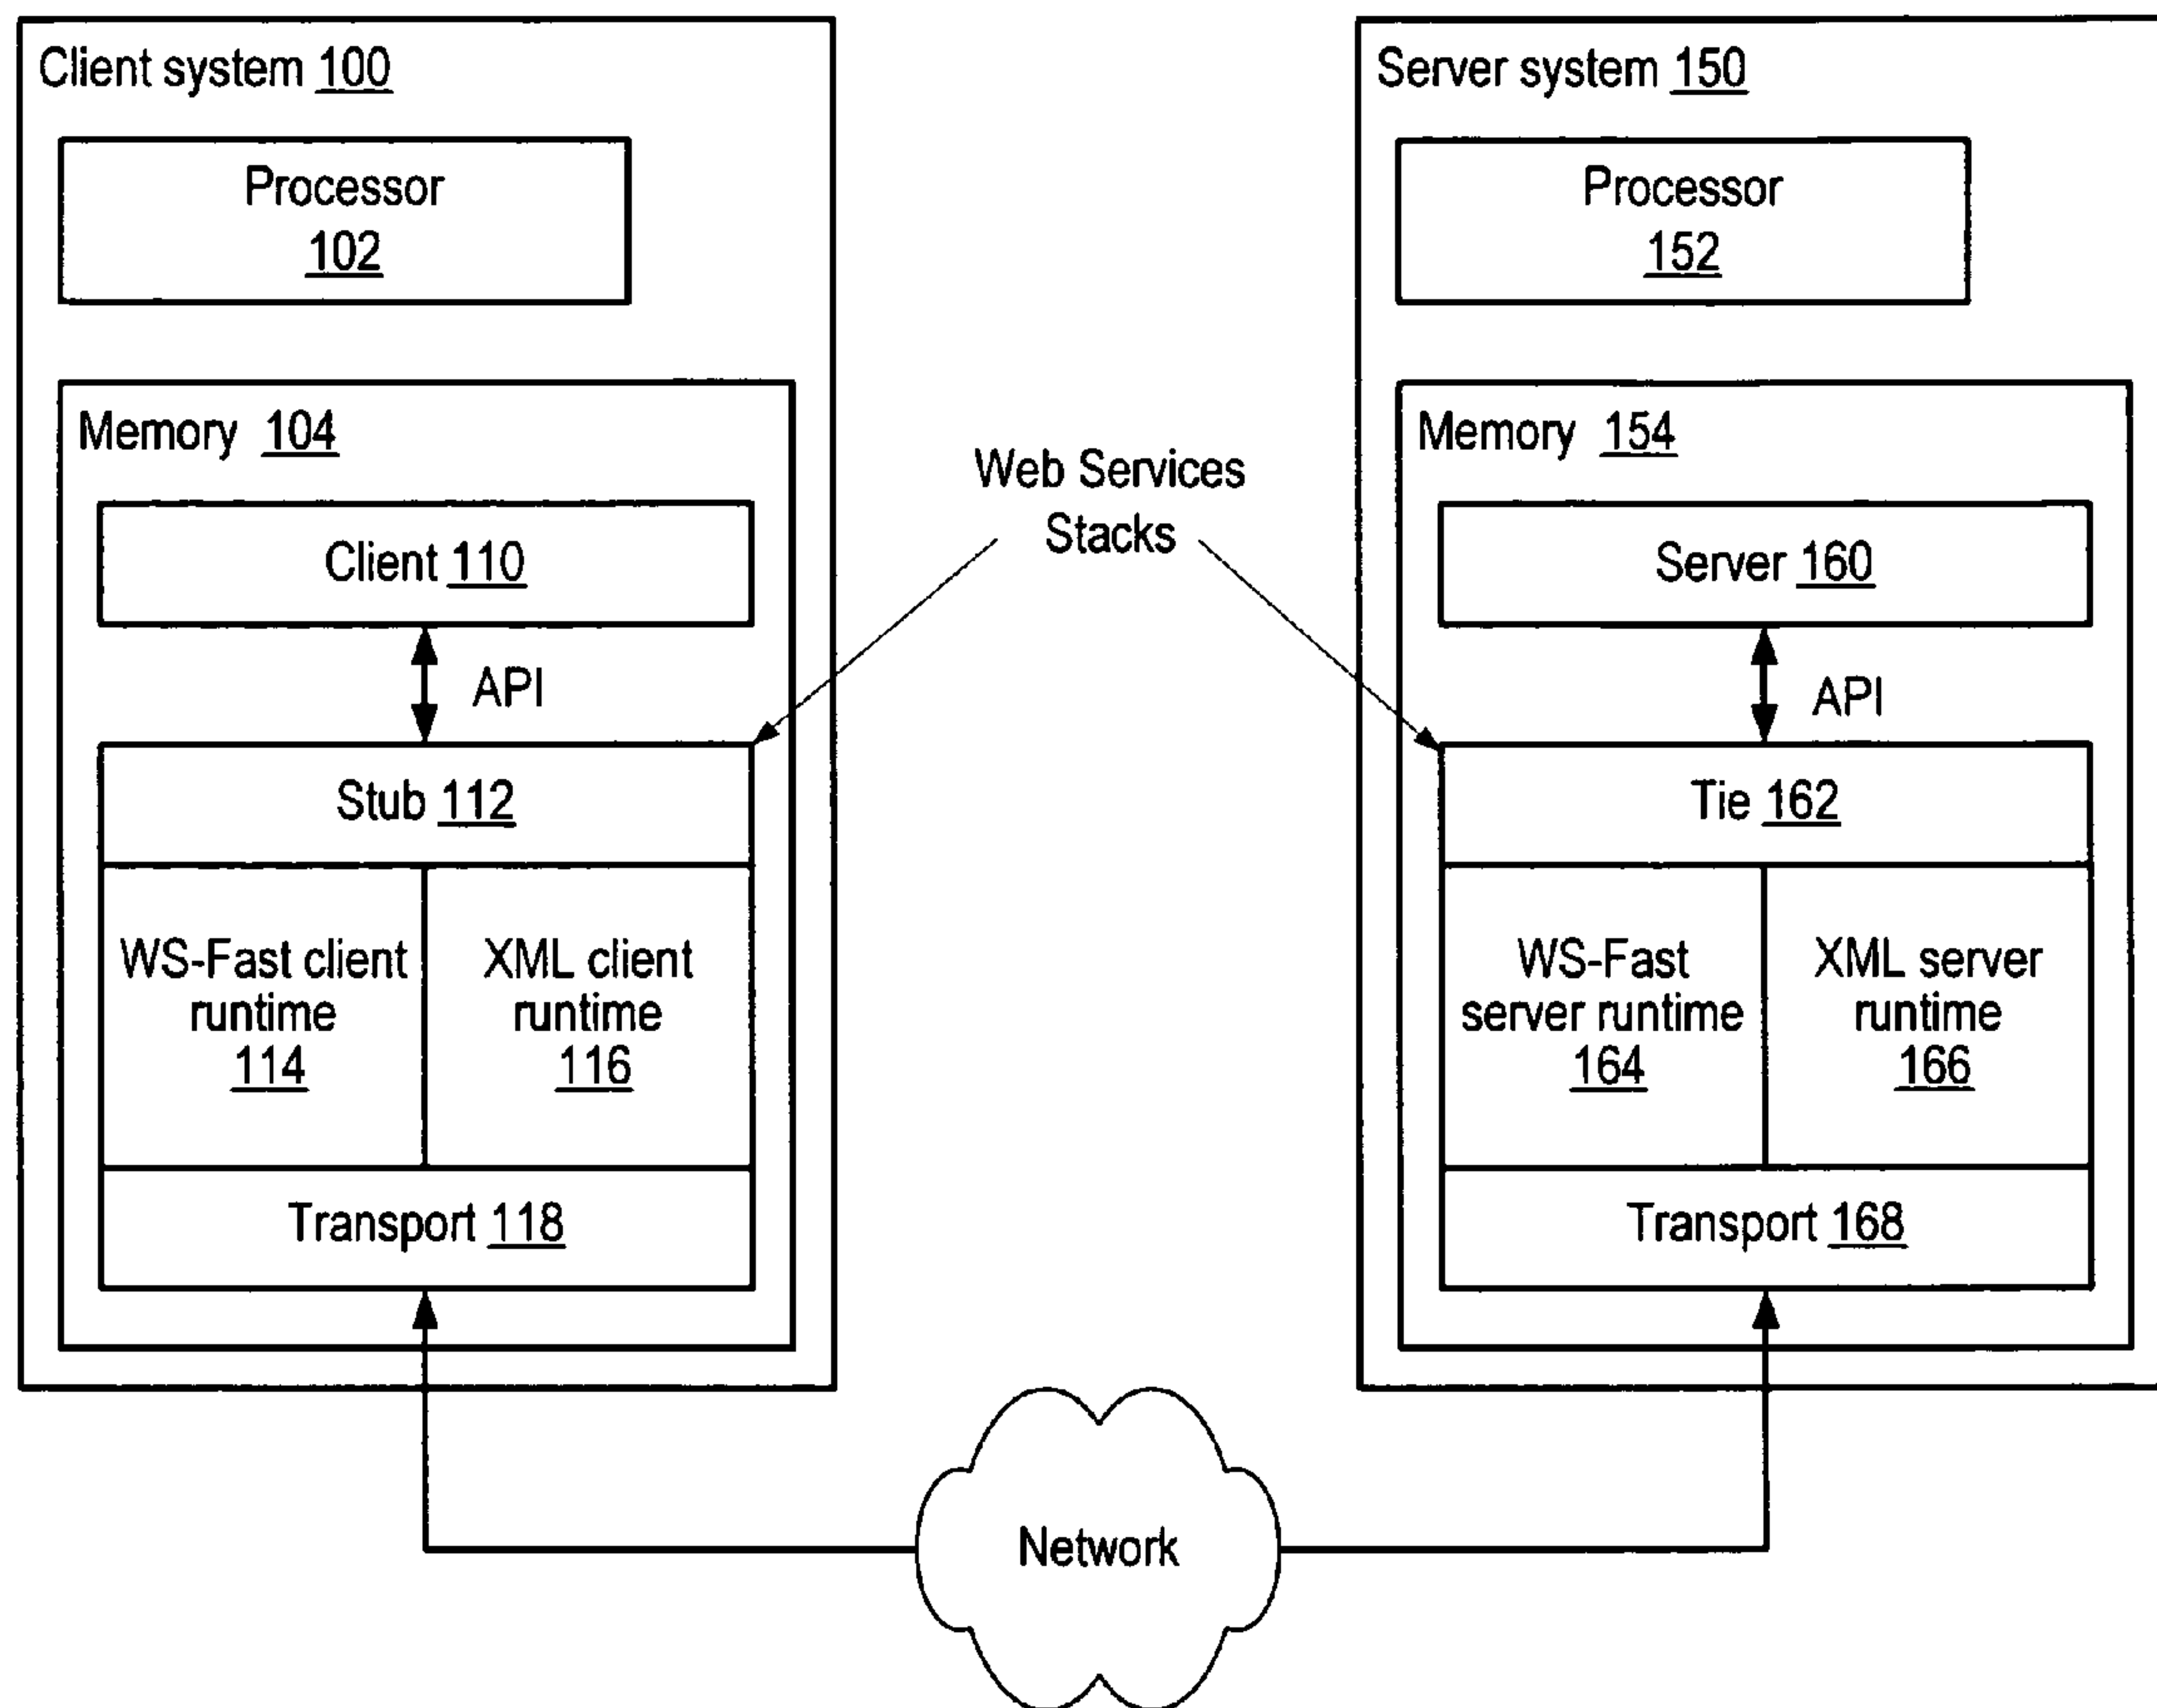 Client system 100
Processor
102
Memory 104
Client 110
API
Stub 112
WS-Fast client
runtime
114
XML client
runtime
116
Transport 118
Web Services
Stacks
Server system 150
Processor
152
Memory 154
Server 160
API
Tie 162
WS-Fast
server runtime
164
XML server
runtime
166
Transport 168
Network